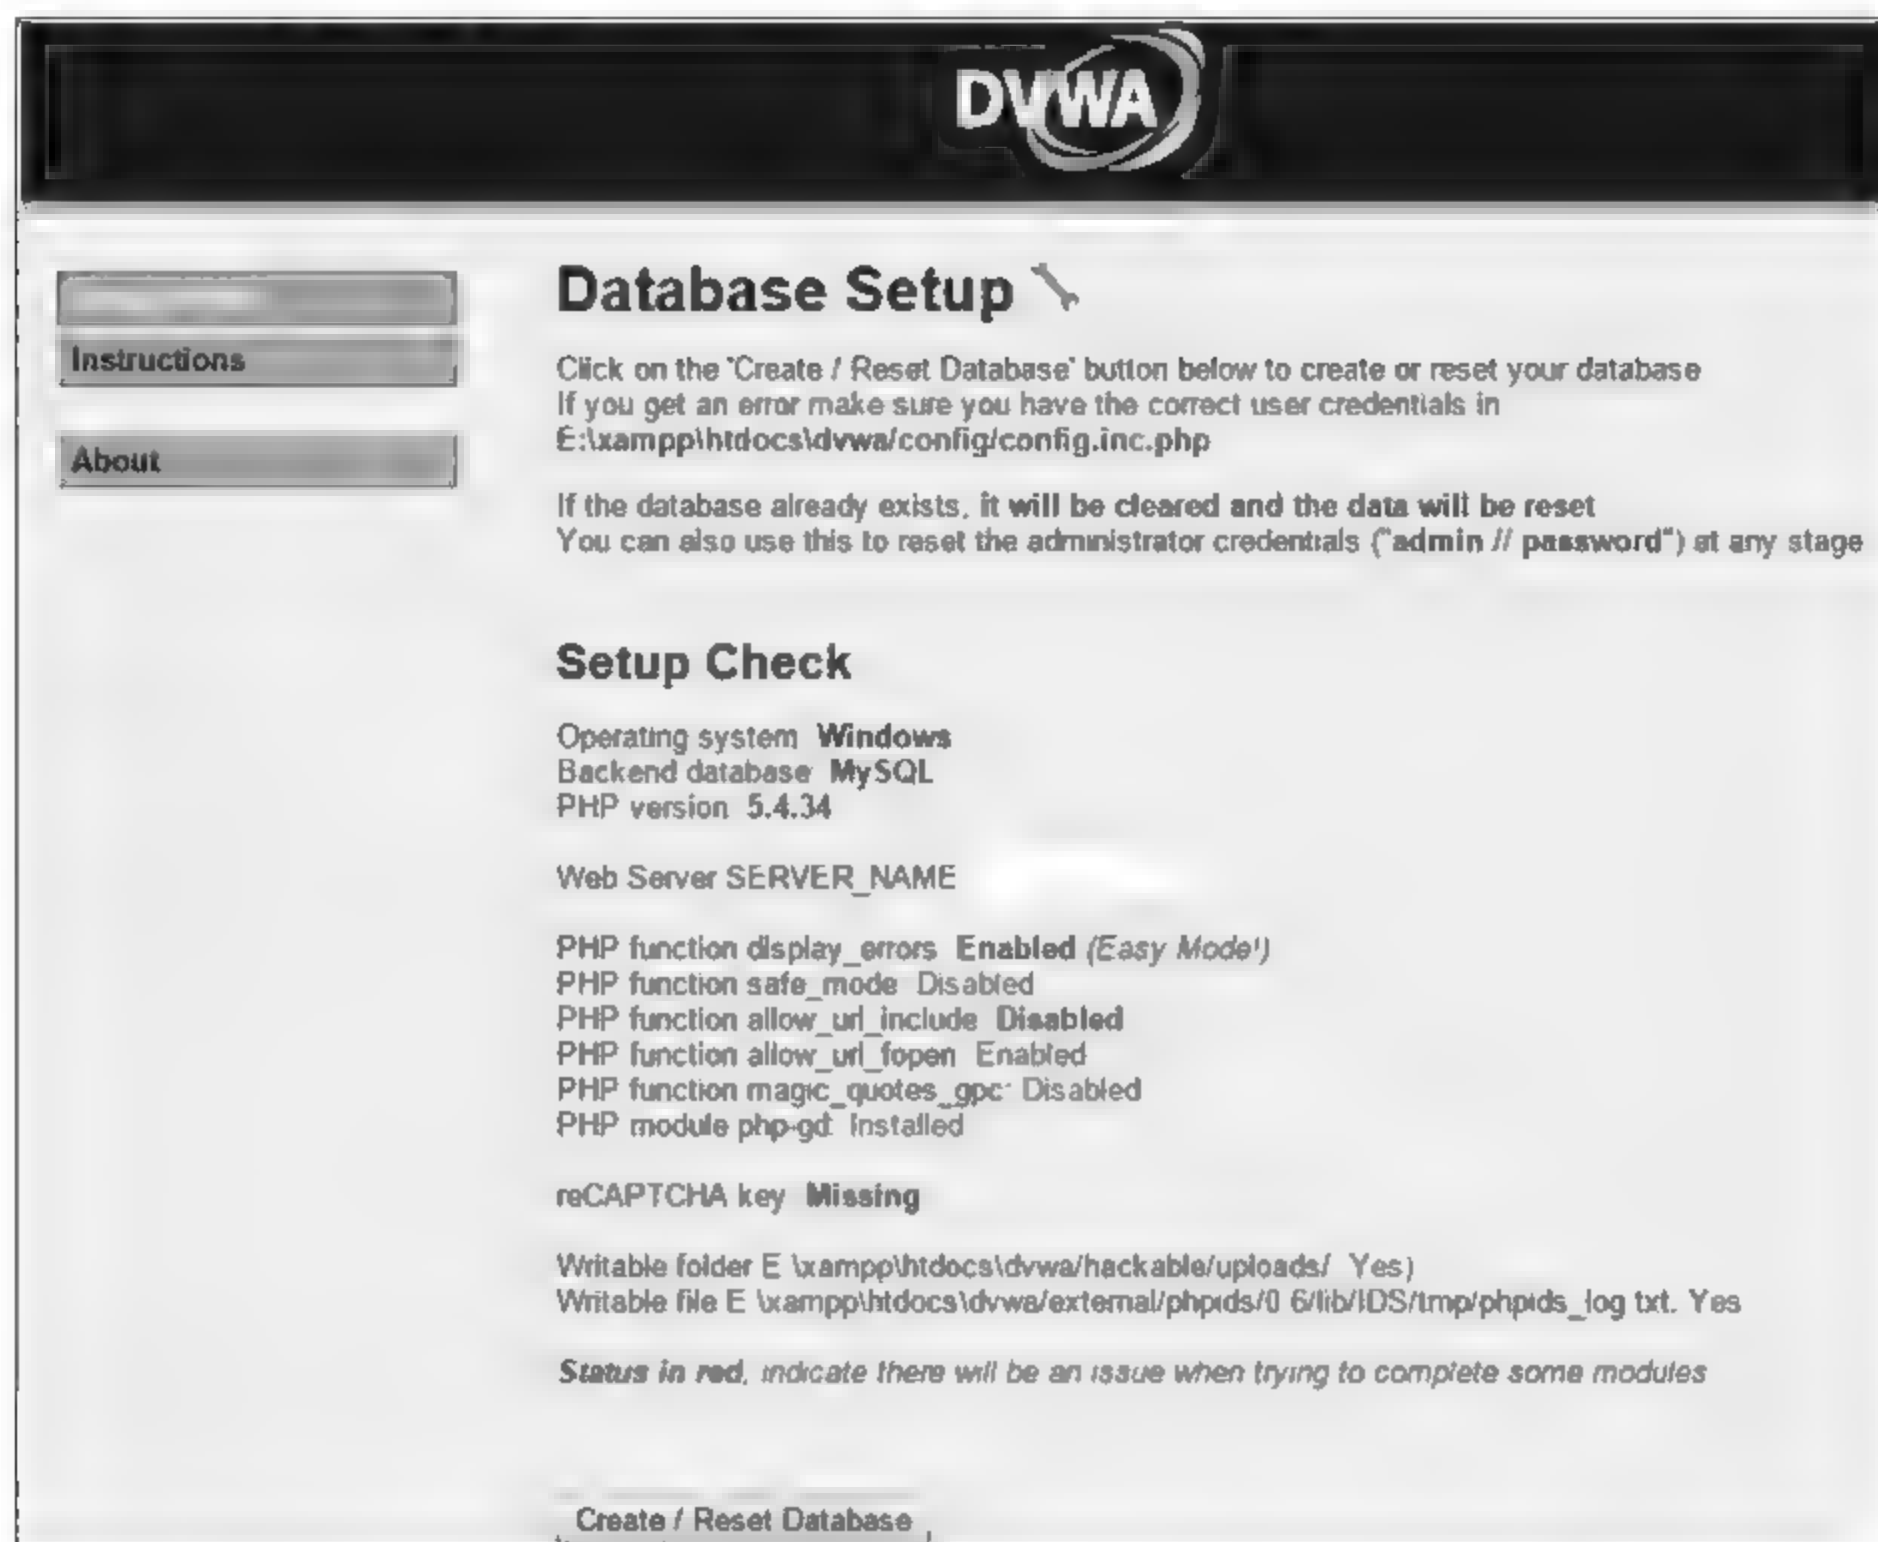 DVWA
Instructions
About
Database Setup
Click on the 'Create / Reset Database' button below to create or reset your database
If you get an error make sure you have the correct user credentials in
E:\xampp\htdocs\dvwa/config/config.inc.php
If the database already exists, it will be cleared and the data will be reset
You can also use this to reset the administrator credentials ("admin // password") at any stage
Setup Check
Operating system Windows
Backend database MySQL
PHP version 5.4.34
Web Server SERVER_NAME
PHP function display_errors Enabled (Easy Mode!)
PHP function safe_mode Disabled
PHP function allow_url_include Disabled
PHP function allow_url_fopen Enabled
PHP function magic_quotes_gpc: Disabled
PHP module php-gd: Installed
reCAPTCHA key Missing
Writable folder E \xampp\htdocs\dvwa/hackable/uploads/ Yes)
Writable file E \xampp\htdocs\dvwa/external/phpids/0 6/lib/IDS/tmp/phpids_log txt. Yes
Status in red, indicate there will be an issue when trying to complete some modules
Create / Reset Database